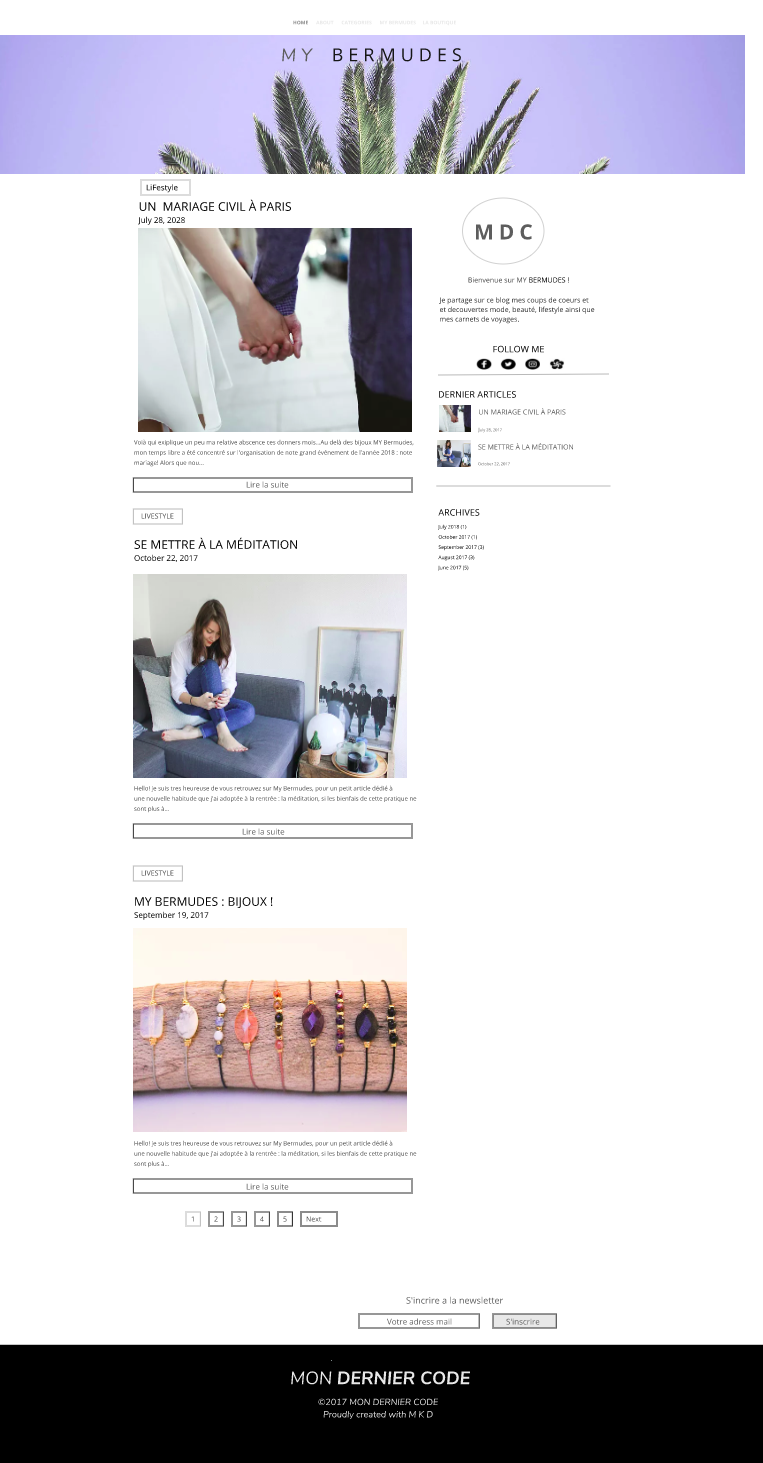 HOME ABOUT CATEGORIES MY BERMUDES LA BOUTIQUE
MY BERMUDES
LiFestyle
UN MARIAGE CIVIL À PARIS
July 28, 2028
Voilà qui exiplique un peu ma relative abscence ces donners mois...Au delà des bijoux MY Bermudes,
mon temps libre a été concentré sur l'organisation de note grand événement de l'année 2018 : note
mariage! Alors que nou...
Lire la suite
LIVESTYLE
SE METTRE À LA MÉDITATION
October 22, 2017
Hello! Je suis tres heureuse de vous retrouvez sur My Bermudes, pour un petit article dédié à
une nouvelle habitude que j'ai adoptée à la rentrée : la méditation, si les bienfais de cette pratique ne
sont plus à...
Lire la suite
LIVESTYLE
MY BERMUDES : BIJOUX !
September 19, 2017
Hello! Je suis tres heureuse de vous retrouvez sur My Bermudes, pour un petit article dédié à
une nouvelle habitude que j'ai adoptée à la rentrée : la méditation, si les bienfais de cette pratique ne
sont plus à...
Lire la suite
1 2 3 4 5 Next
M D C
Bienvenue sur MY BERMUDES !
Je partage sur ce blog mes coups de coeurs et
et decouvertes mode, beauté, lifestyle ainsi que
mes carnets de voyages.
FOLLOW ME
DERNIER ARTICLES
UN MARIAGE CIVIL À PARIS
July 28, 2017
SE METTRE À LA MÉDITATION
October 22, 2017
ARCHIVES
July 2018 (1)
October 2017 (1)
September 2017 (3)
August 2017 (3)
June 2017 (5)
S'incrire a la newsletter
Votre adress mail
S'inscrire
MON DERNIER CODE
©2017 MON DERNIER CODE
Proudly created with M K D